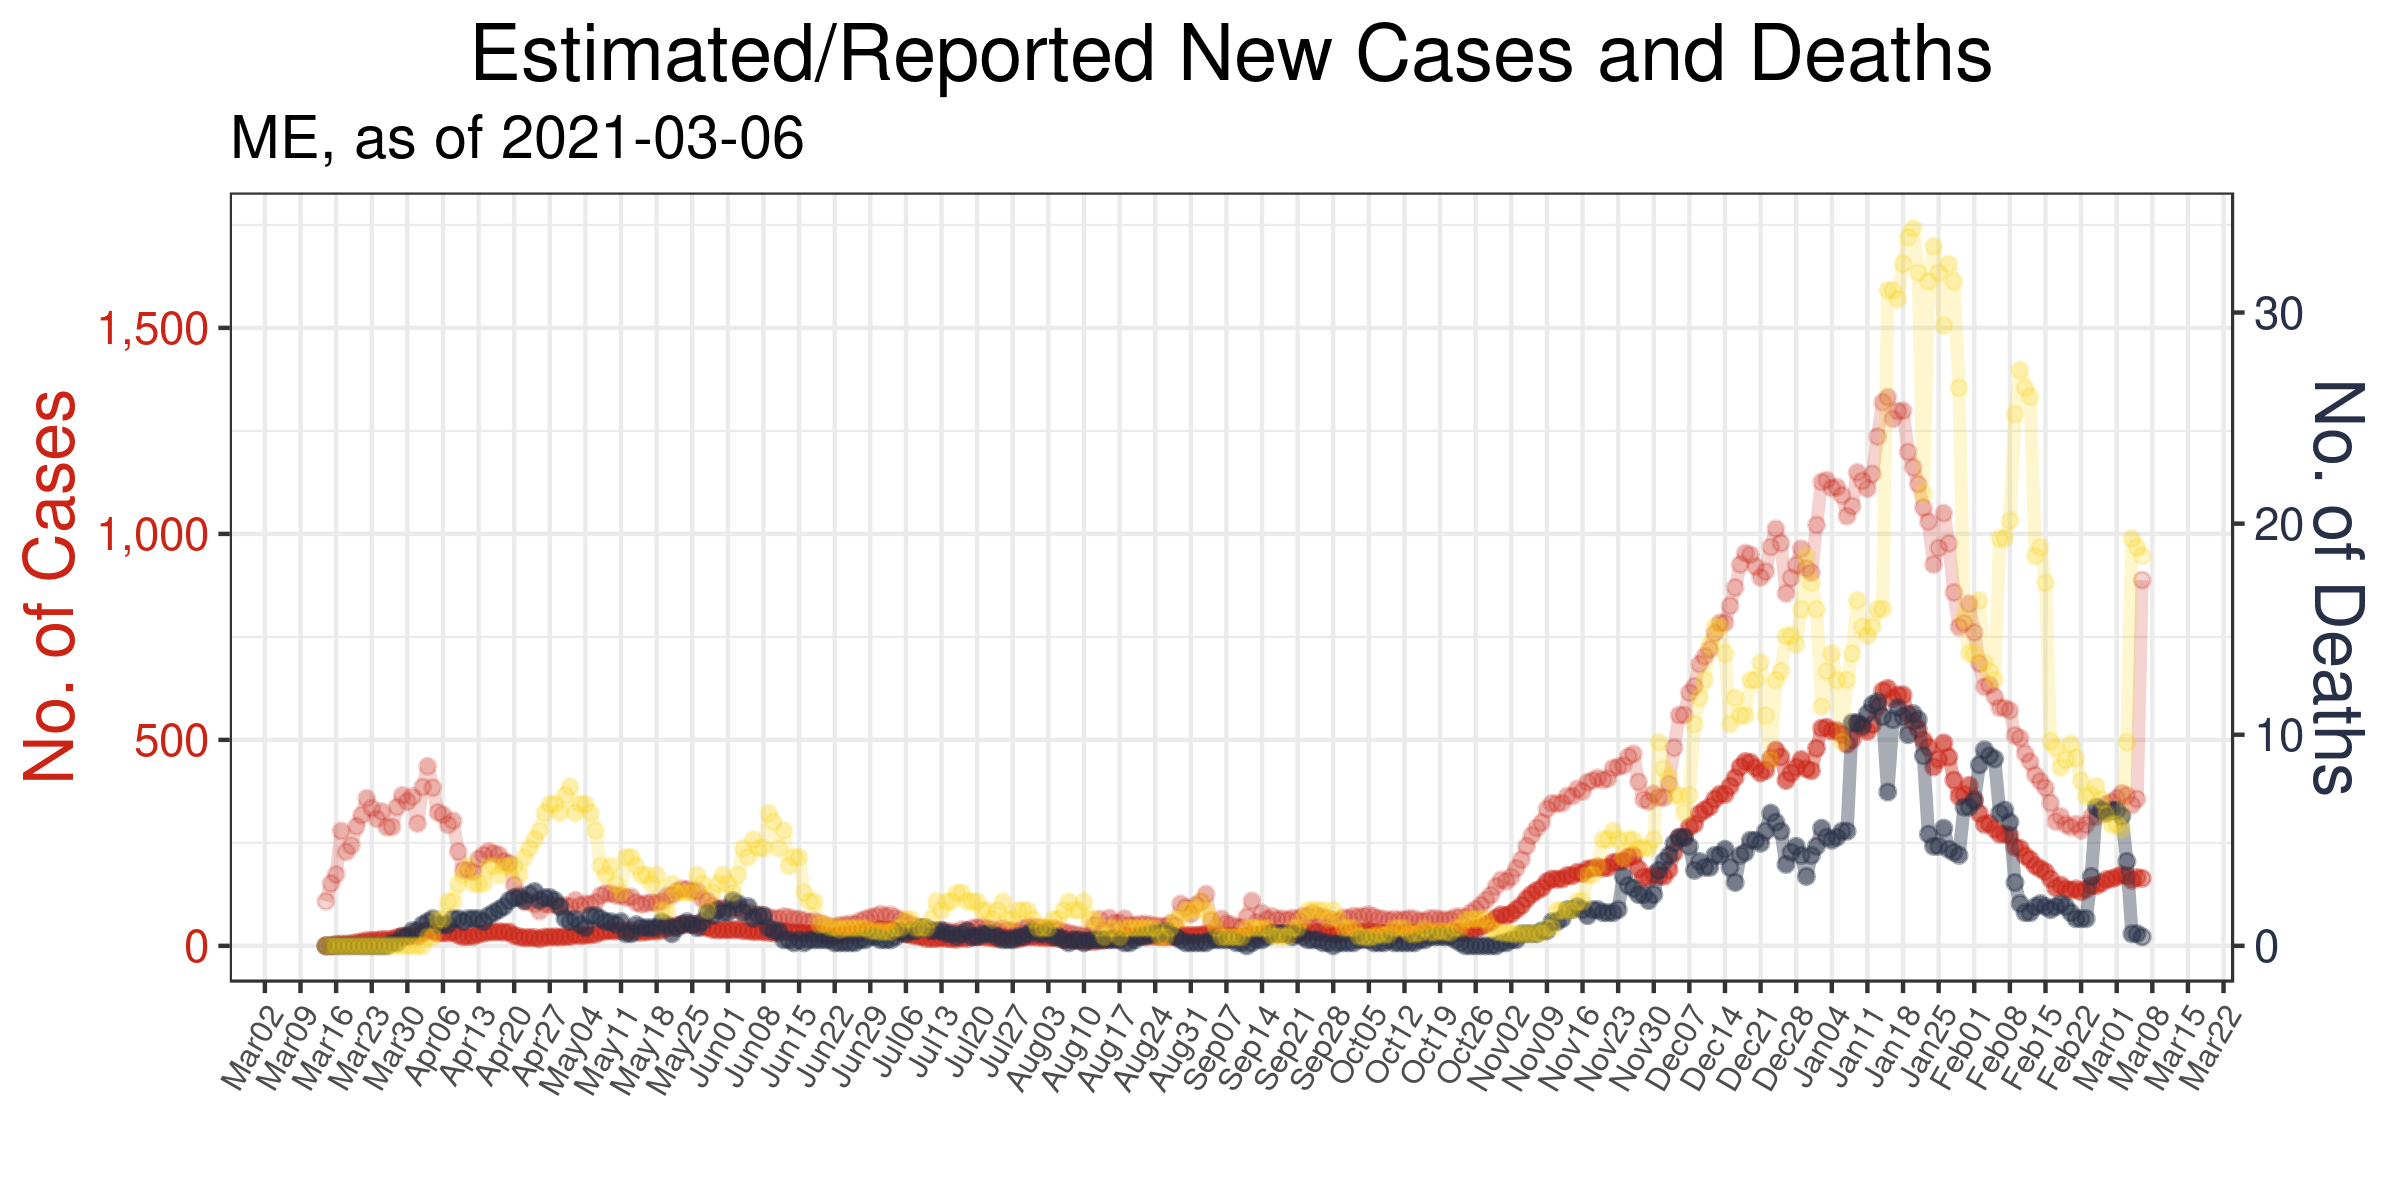 Estimated/Reported New Cases and Deaths
ME, as of 2021-03-06
No. of Cases
1,500
1,000
500
0
30
20
10
0
No. of Deaths
Mar02
Mar09
Mar16
Mar23
Mar30
Apr06
Apr13
Apr20
Apr27
May04
May11
May18
May25
Jun01
Jun08
Jun15
Jun22
Jun29
Jul06
Jul13
Jul20
Jul27
Aug03
Aug10
Aug17
Aug24
Aug31
Sep07
Sep14
Sep21
Sep28
Oct05
Oct12
Oct19
Oct26
Nov02
Nov09
Nov16
Nov23
Nov30
Dec07
Dec14
Dec21
Dec28
Dec04
Jan11
Jan18
Jan18
Jan25
Feb01
Feb08
Feb15
Feb22
Mar01
Mar08
Mar15
Mar22